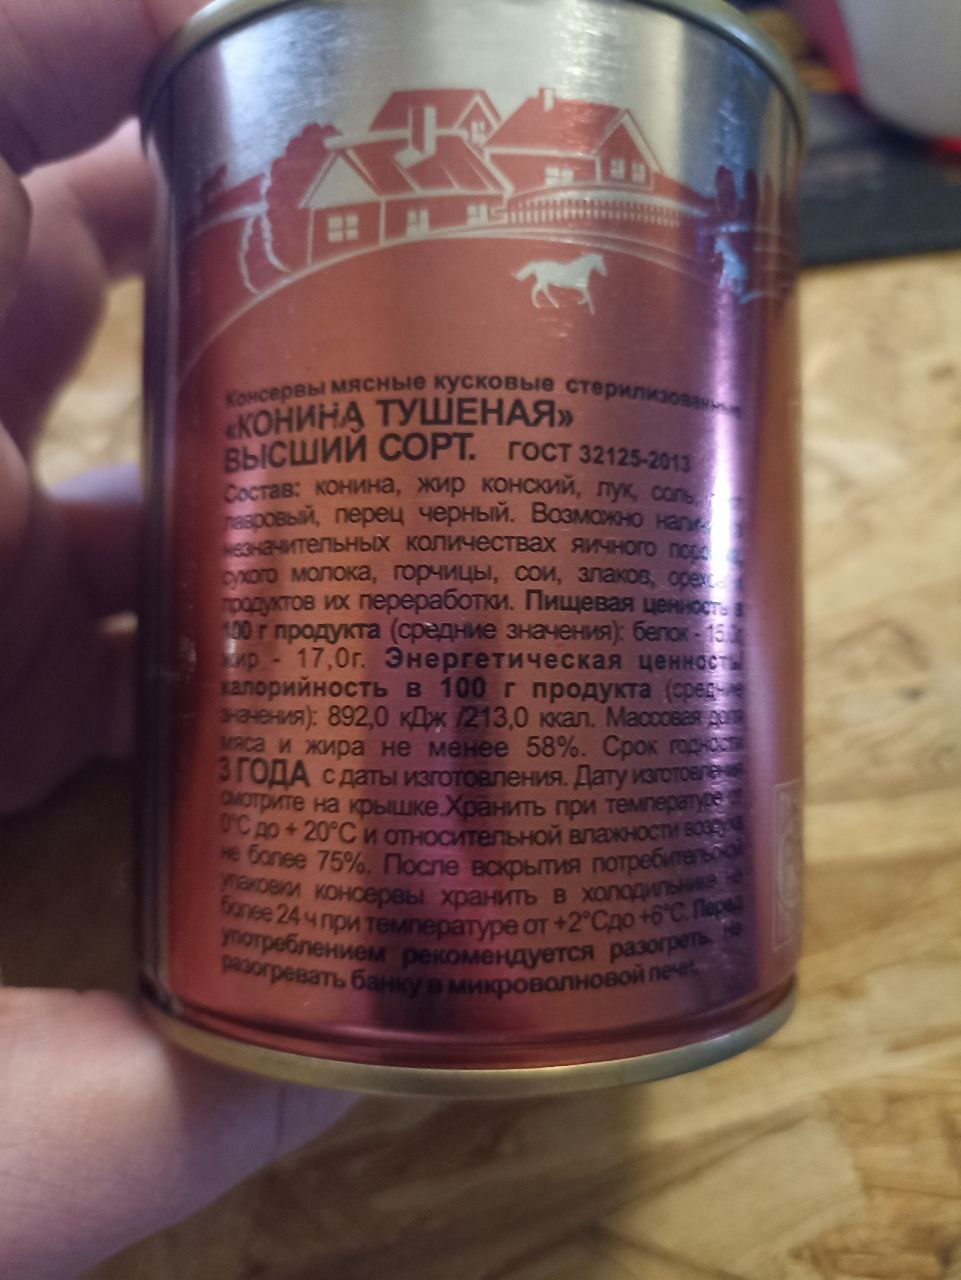 Консервы мясные кусковые стерилизованные
«КОНИНА ТУШЕНАЯ»
ВЫСШИЙ СОРТ. ГОСТ 32125-2013
Состав: конина, жир конский, лук, соль,
лавровый, перец черный. Возможно
незначительных количествах яичного
сухого молока, горчицы, сои, злаков,
продуктов их переработки. Пищевая ценность в
100 г продукта (средние значения): белок -
жир - 17,0г. Энергетическая ценность/
калорийность в 100 г продукта (средние
значения): 892,0 кДж /213,0 ккал. Массовая доля
мяса и жира не менее 58%. Срок годности
3 ГОДА с даты изготовления. Дату изготовления
смотрите на крышке.Хранить при температуре от
0°С до + 20°С и относительной влажности воздуха
не более 75%. После вскрытия потребительской
упаковки консервы хранить в холодильнике не
более 24 ч при температуре от +2°Сдо +6°С. Перед
употреблением рекомендуется разогреть. Не
разогревать банку в микроволновой печи.